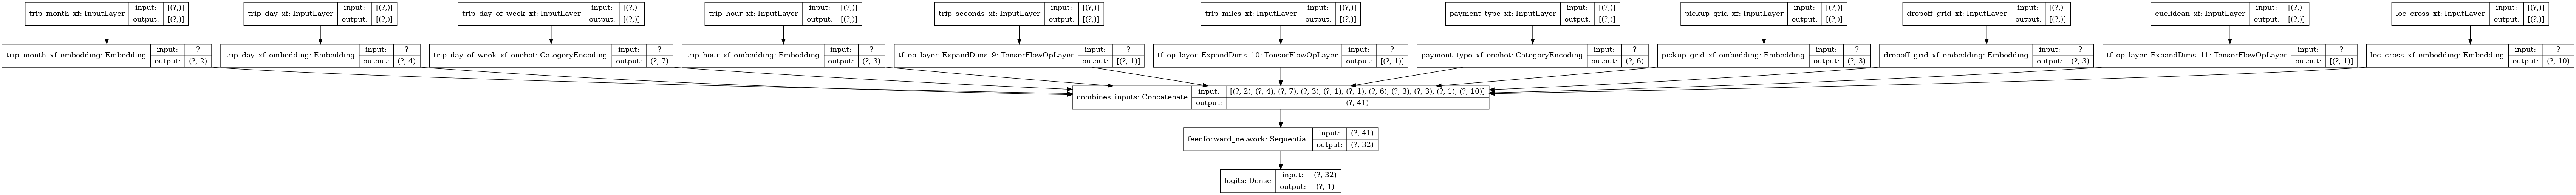 trip_month_xf: InputLayer input: [(?,)] output: [(?,)]
trip_day_xf: InputLayer input: [(?,)] output: [(?,)]
trip_day_of_week_xf: InputLayer input: [(?,)] output: [(?,)]
trip_hour_xf: InputLayer input: [(?,)] output: [(?,)]
trip_seconds_xf: InputLayer input: [(?,)] output: [(?,)]
trip_miles_xf: InputLayer input: [(?,)] output: [(?,)]
payment_type_xf: InputLayer input: [(?,)] output: [(?,)]
pickup_grid_xf: InputLayer input: [(?,)] output: [(?,)]
dropoff_grid_xf: InputLayer input: [(?,)] output: [(?,)]
euclidean_xf: InputLayer input: [(?,)] output: [(?,)]
loc_cross_xf: InputLayer input: [(?,)] output: [(?,)]
trip_month_xf_embedding: Embedding input: ? output: (?, 2)
trip_day_xf_embedding: Embedding input: ? output: (?, 4)
trip_day_of_week_xf_onehot: CategoryEncoding input: ? output: (?, 7)
trip_hour_xf_embedding: Embedding input: ? output: (?, 3)
tf_op_layer_ExpandDims_9: TensorFlowOpLayer input: ? output: [(?, 1)]
tf_op_layer_ExpandDims_10: TensorFlowOpLayer input: ? output: [(?, 1)]
payment_type_xf_onehot: CategoryEncoding input: ? output: (?, 6)
pickup_grid_xf_embedding: Embedding input: ? output: (?, 3)
dropoff_grid_xf_embedding: Embedding input: ? output: (?, 3)
tf_op_layer_ExpandDims_11: TensorFlowOpLayer input: ? output: [(?, 1)]
loc_cross_xf_embedding: Embedding input: ? output: (?, 10)
combines_inputs: Concatenate input: [(?, 2), (?, 4), (?, 7), (?, 3), (?, 1), (?, 1), (?, 6), (?, 3), (?, 3), (?, 1), (?, 10)] output: (?, 41)
feedforward_network: Sequential input: (?, 41) output: (?, 32)
logits: Dense input: (?, 32) output: (?, 1)